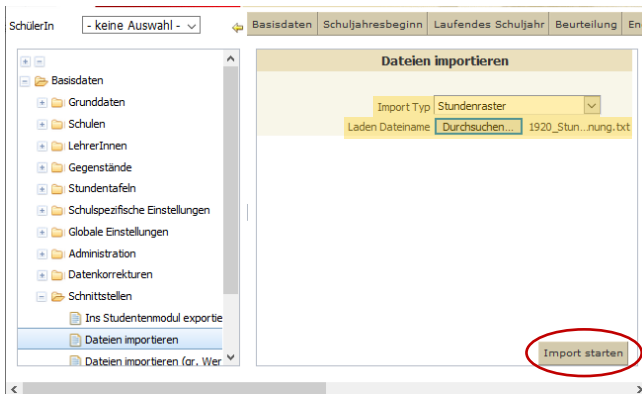 SchülerIn - keine Auswahl - Basisdaten Schuljahresbeginn Laufendes Schuljahr Beurteilung En
Basisdaten
Grunddaten
Schulen
LehrerInnen
Gegenstände
Stundentafeln
Schulspezifische Einstellungen
Globale Einstellungen
Administration
Datenkorrekturen
Schnittstellen
Ins Studentenmodul exportie
Dateien importieren
Dateien importieren (gr. Wer
Dateien importieren
Import Typ Stundenraster
Laden Dateiname Durchsuchen... 1920_Stun...nung.txt
Import starten